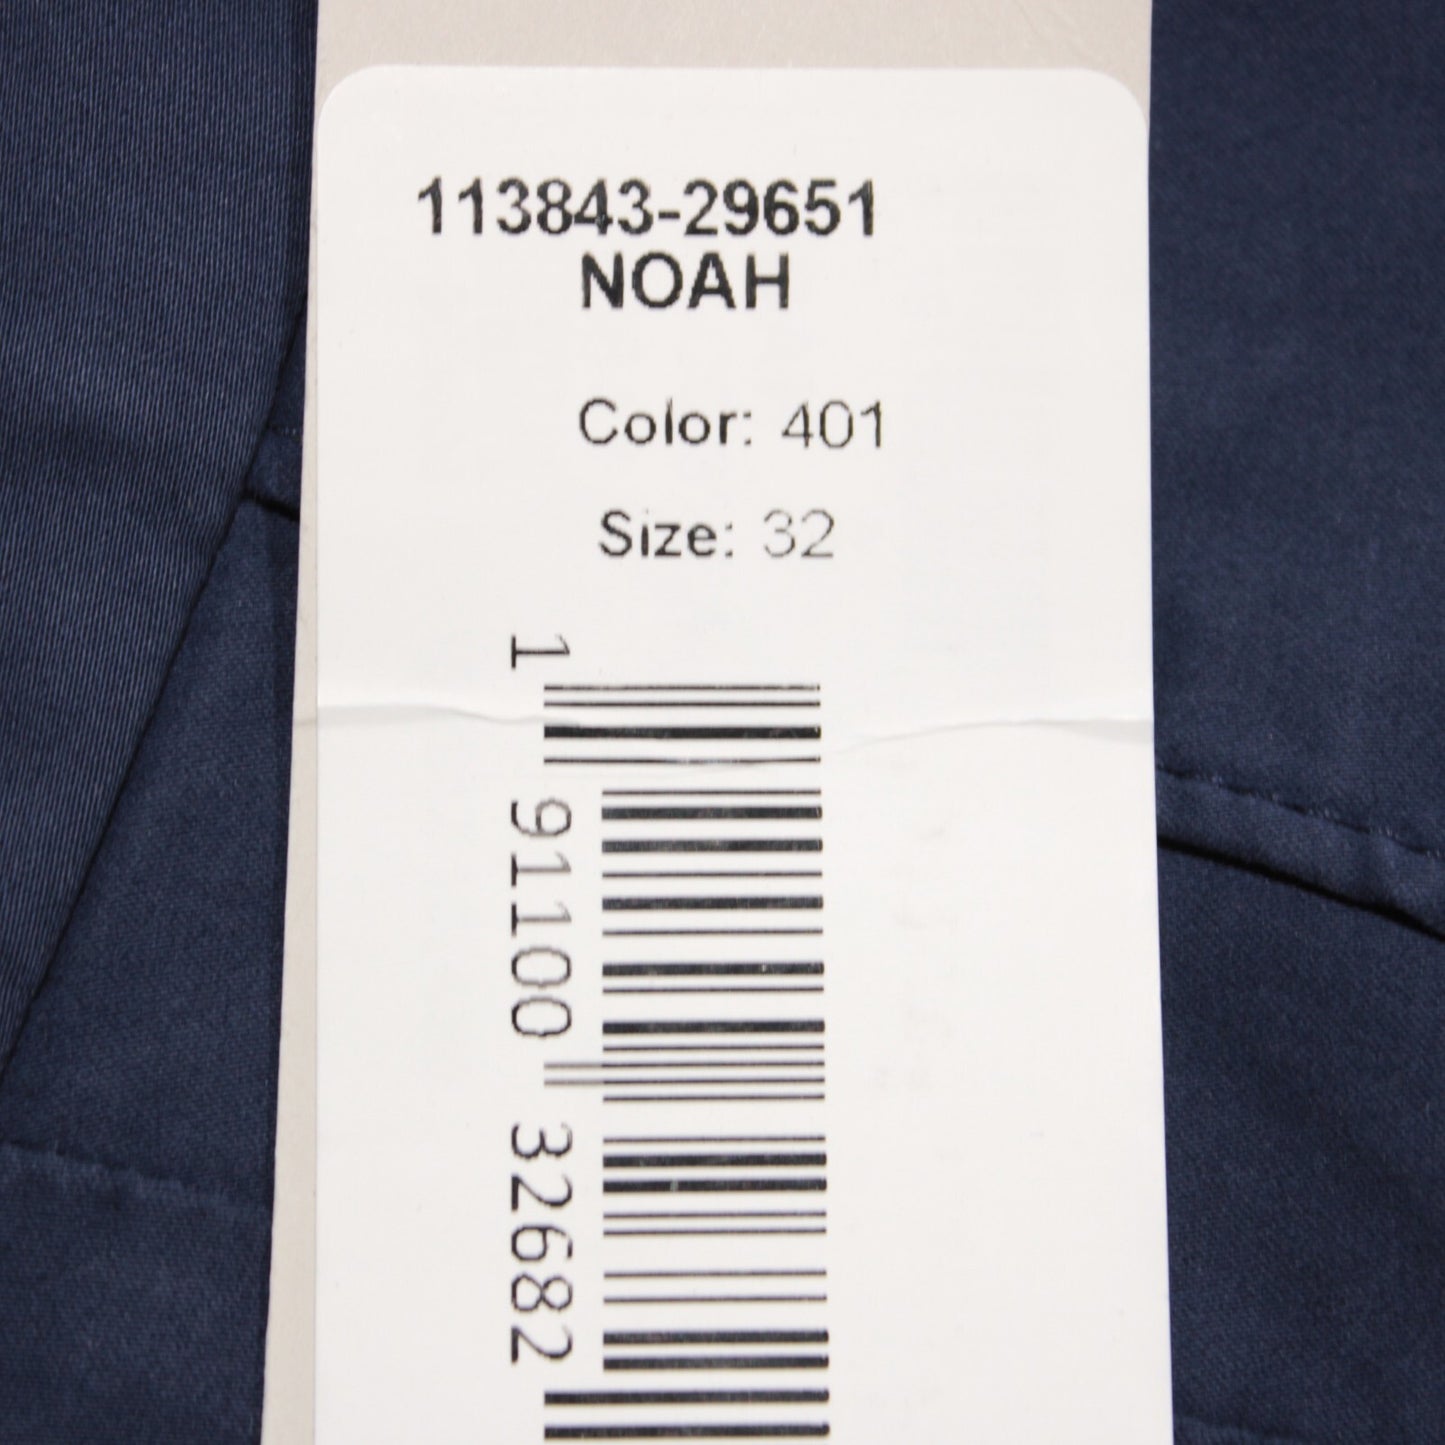 113843-29651
NOAH
Color: 401
Size: 32
1 91100 32682